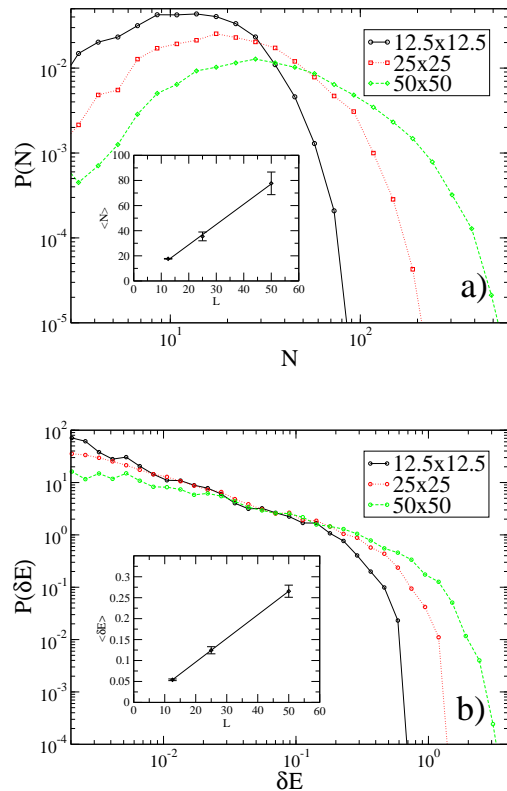 10^-1
10^-2
10^-3
10^-4
10^-5
P(N)
12.5x12.5
25x25
50x50
100
80
60
40
20
0
<N>
0 10 20 30 40 50 60
L
a)
10^1 10^2
N
10^2
10^1
10^0
10^-1
10^-2
10^-3
10^-4
P(δE)
12.5x12.5
25x25
50x50
0.3
0.25
0.2
0.15
0.1
0.05
0
<δE>
0 10 20 30 40 50 60
L
b)
10^-2 10^-1 10^0
δE